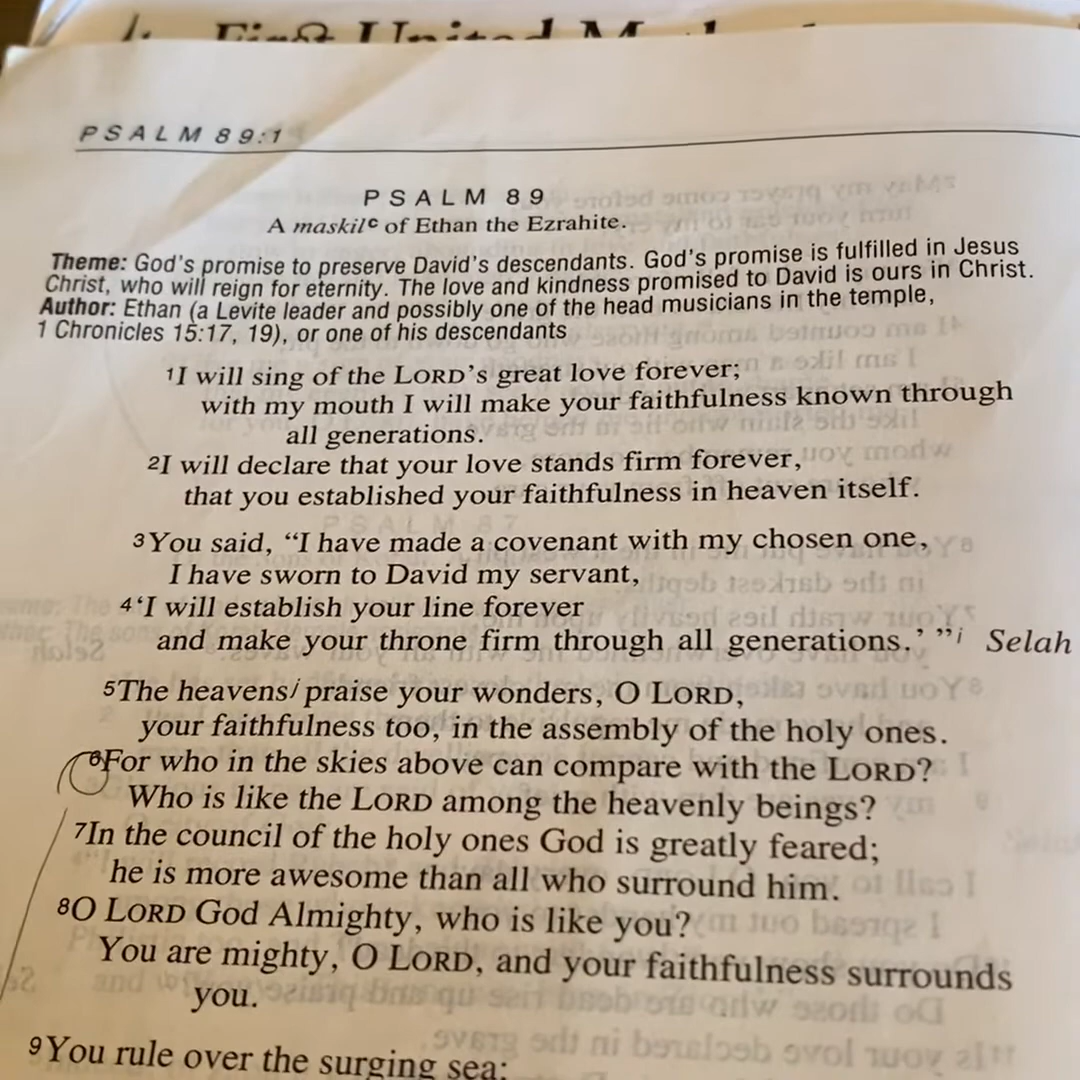 First United M
PSALM 89:1
PSALM 89
A maskilᶜ of Ethan the Ezrahite.
Theme: God's promise to preserve David's descendants. God's promise is fulfilled in Jesus
Christ, who will reign for eternity. The love and kindness promised to David is ours in Christ.
Author: Ethan (a Levite leader and possibly one of the head musicians in the temple,
1 Chronicles 15:17, 19), or one of his descendants
¹I will sing of the LORD's great love forever;
with my mouth I will make your faithfulness known through
all generations.
²I will declare that your love stands firm forever,
that you established your faithfulness in heaven itself.
³You said, “I have made a covenant with my chosen one,
I have sworn to David my servant,
⁴‘I will establish your line forever
and make your throne firm through all generations.’ ”ⁱ Selah
⁵The heavensʲ praise your wonders, O LORD,
your faithfulness too, in the assembly of the holy ones.
⁶For who in the skies above can compare with the LORD?
Who is like the LORD among the heavenly beings?
⁷In the council of the holy ones God is greatly feared;
he is more awesome than all who surround him.
⁸O LORD God Almighty, who is like you?
You are mighty, O LORD, and your faithfulness surrounds
you.
⁹You rule over the surging sea;